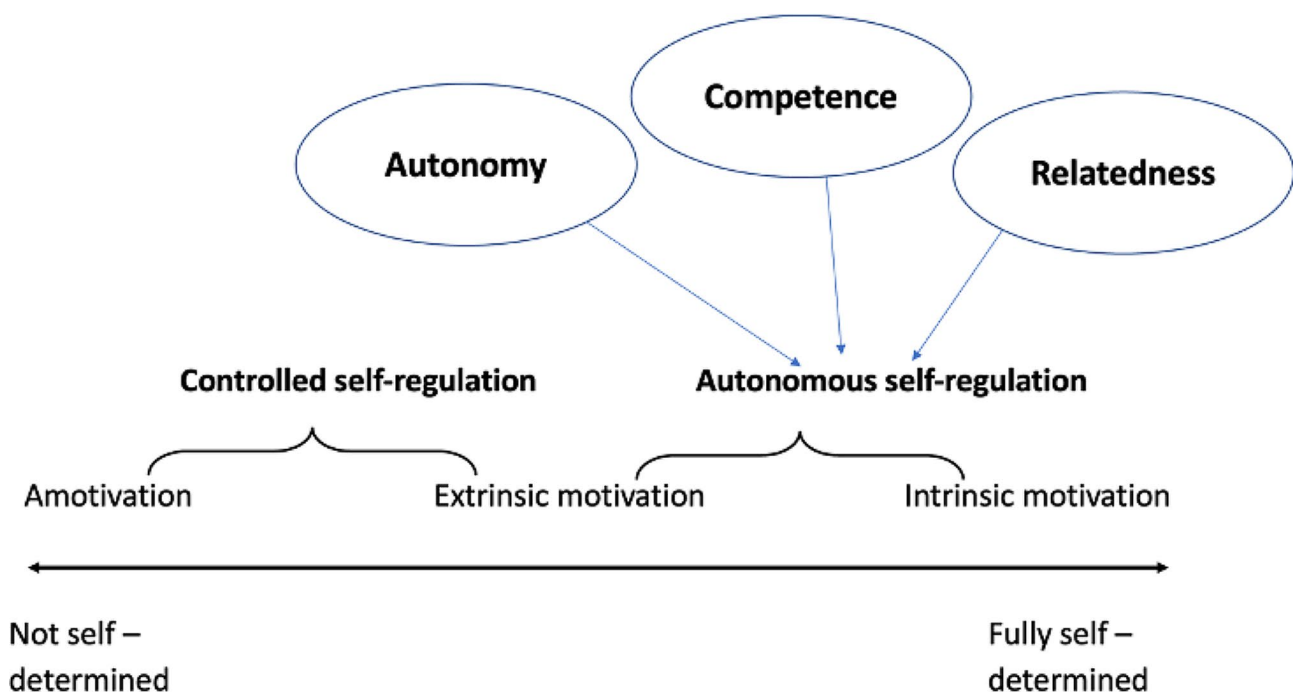 Competence
Autonomy
Relatedness
Controlled self-regulation
Autonomous self-regulation
Amotivation
Extrinsic motivation
Intrinsic motivation
Not self –
determined
Fully self –
determined